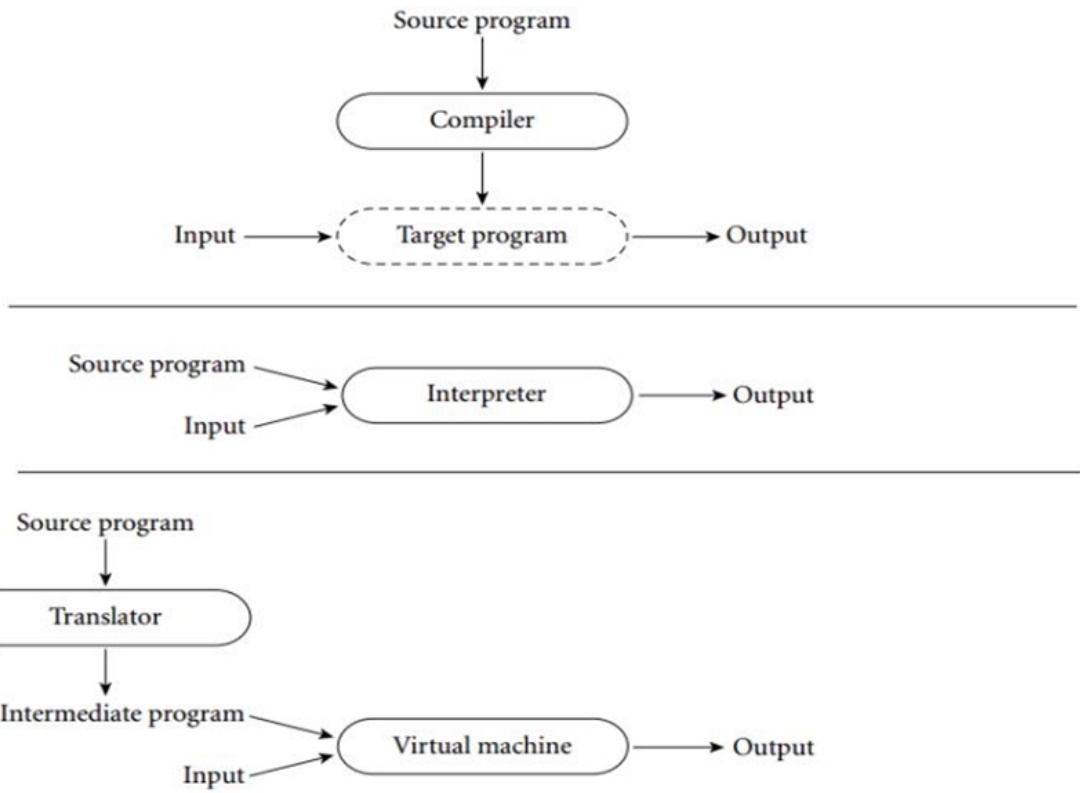 Source program
Compiler
Input
Target program
Output
Source program
Interpreter
Output
Input
Source program
Translator
Intermediate program
Virtual machine
Output
Input